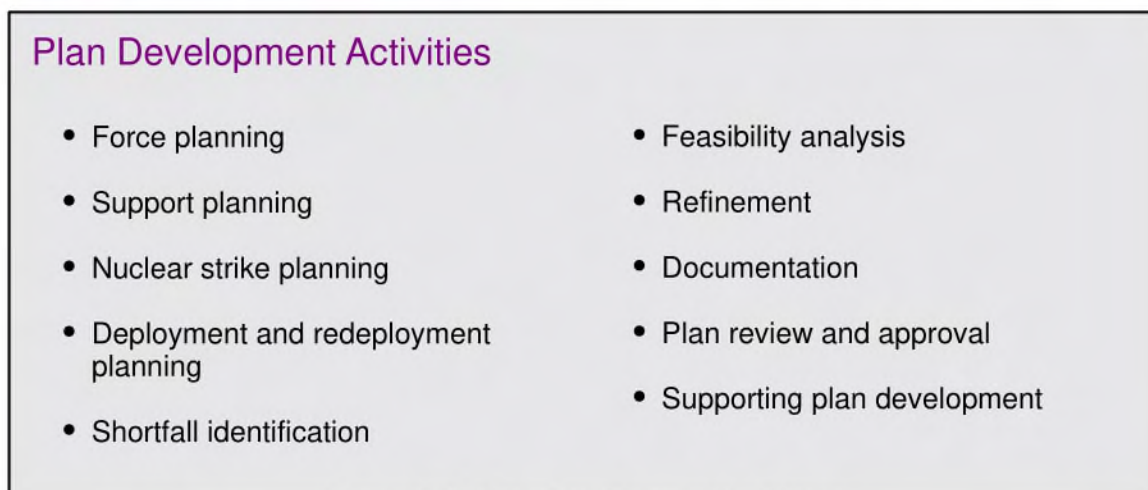 Plan Development Activities
• Force planning
• Support planning
• Nuclear strike planning
• Deployment and redeployment
planning
• Shortfall identification
• Feasibility analysis
• Refinement
• Documentation
• Plan review and approval
• Supporting plan development